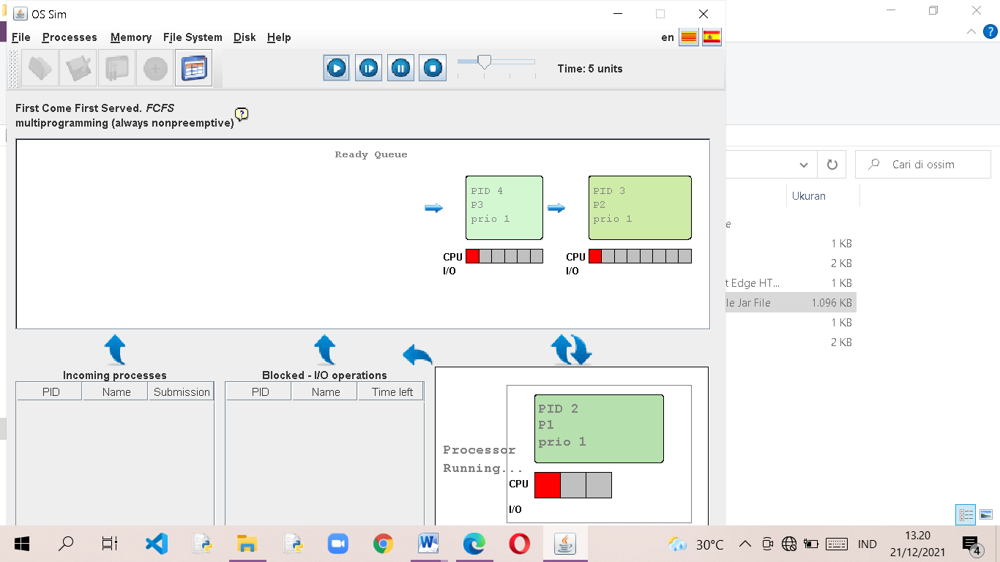 OS Sim
File Processes Memory File System Disk Help
en
Time: 5 units
First Come First Served. FCFS
multiprogramming (always nonpreemptive)
?
Ready Queue
PID 4
P3
prio 1
CPU
I/O
PID 3
P2
prio 1
CPU
I/O
Incoming processes
PID Name Submission
Blocked - I/O operations
PID Name Time left
Processor
Running...
PID 2
P1
prio 1
CPU
I/O
?
Cari di ossim
Ukuran
e
1 KB
2 KB
t Edge HT... 1 KB
le Jar File 1.096 KB
1 KB
2 KB
30°C
IND
13.20
21/12/2021
4